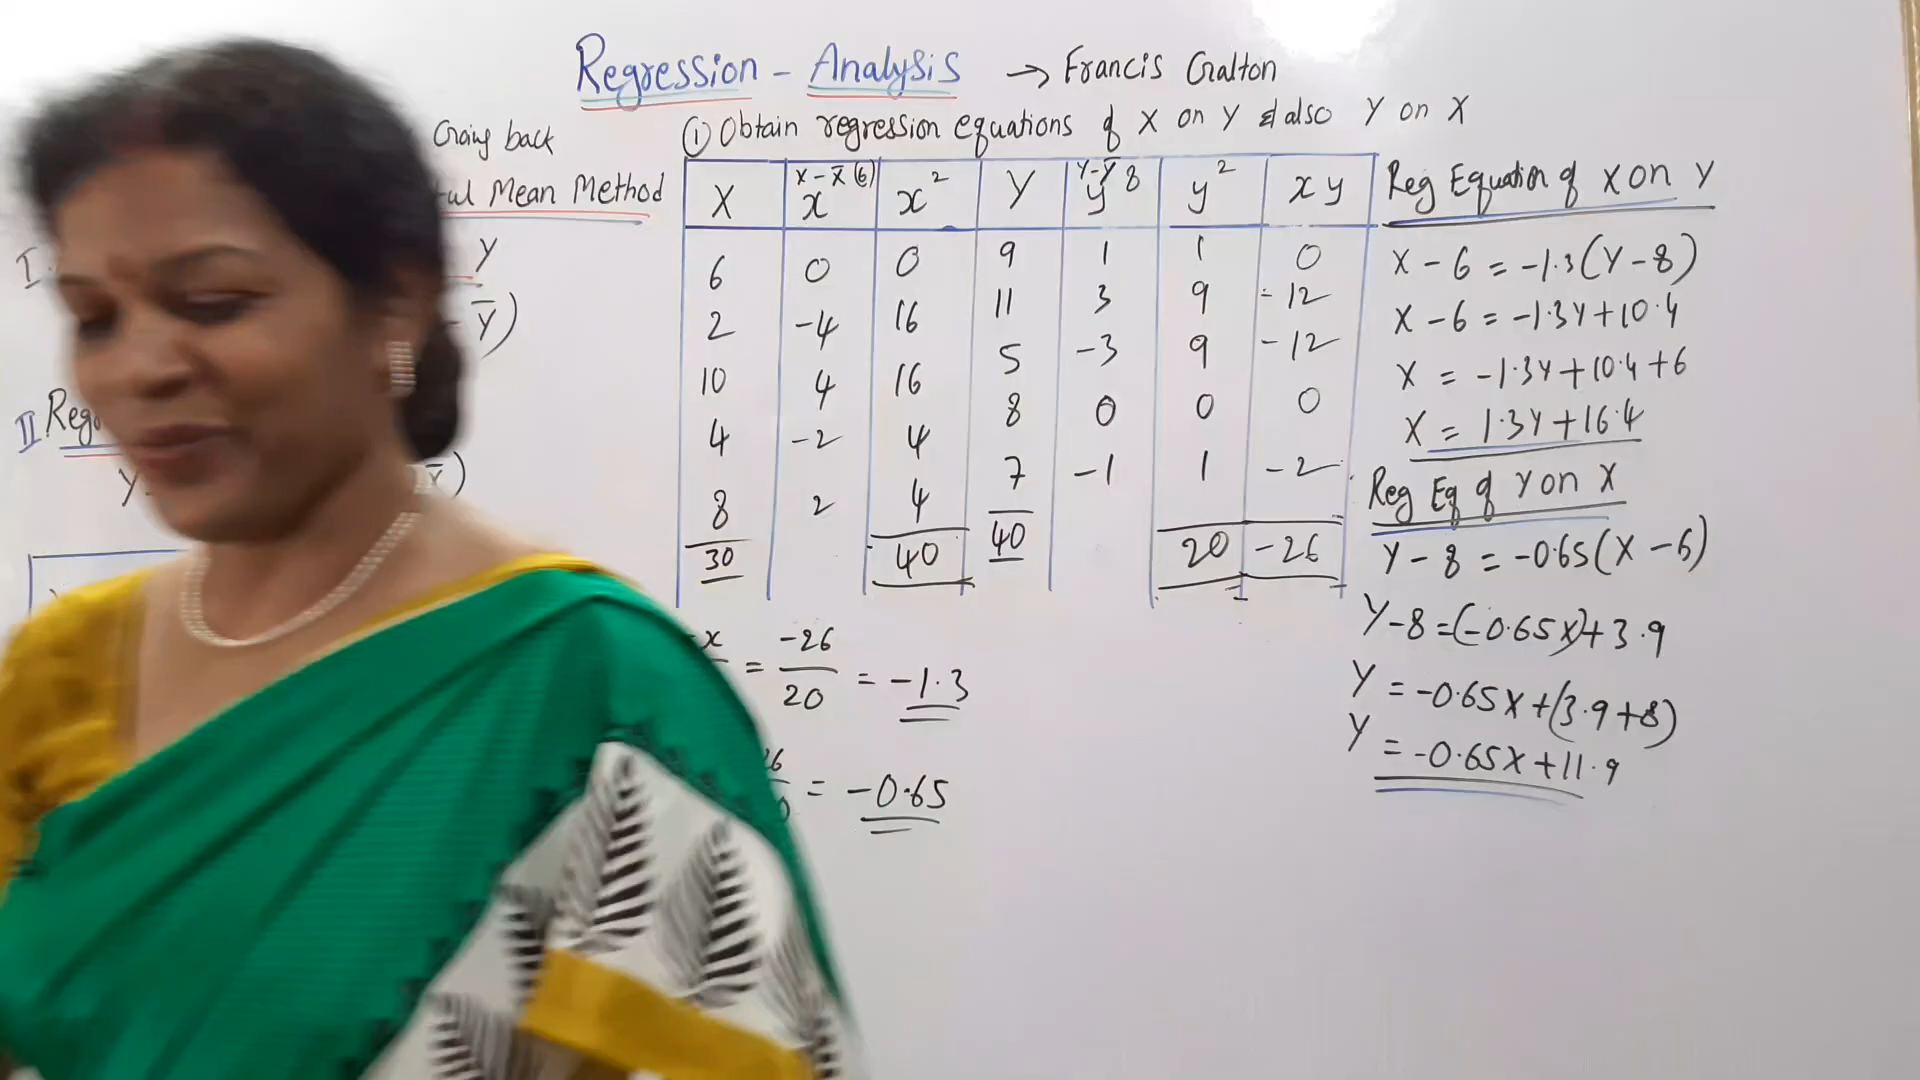 Regression - Analysis → Francis Galton
Going back
① Obtain regression equations of X on Y & also Y on X
Mean Method
I.
Y
Ȳ)
II Reg
Y
X x̄)
X | X-X̄(6) x | x² | Y | Y-Ȳ 8 y | y² | xy
6 0 0 9 1 1 0
2 -4 16 11 3 9 -12
10 4 16 5 -3 9 -12
4 -2 4 8 0 0 0
8 2 4 7 -1 1 -2
30 40 40 20 -26
x = -26/20 = -1.3
= -0.65
Reg Equation of X on Y
X - 6 = -1.3(Y-8)
X - 6 = -1.3Y+10.4
X = -1.3Y+10.4+6
X = 1.3Y+16.4
Reg Eq of Y on X
Y - 8 = -0.65(X-6)
Y-8=(-0.65X)+3.9
Y = -0.65X+(3.9+8)
Y = -0.65X+11.9